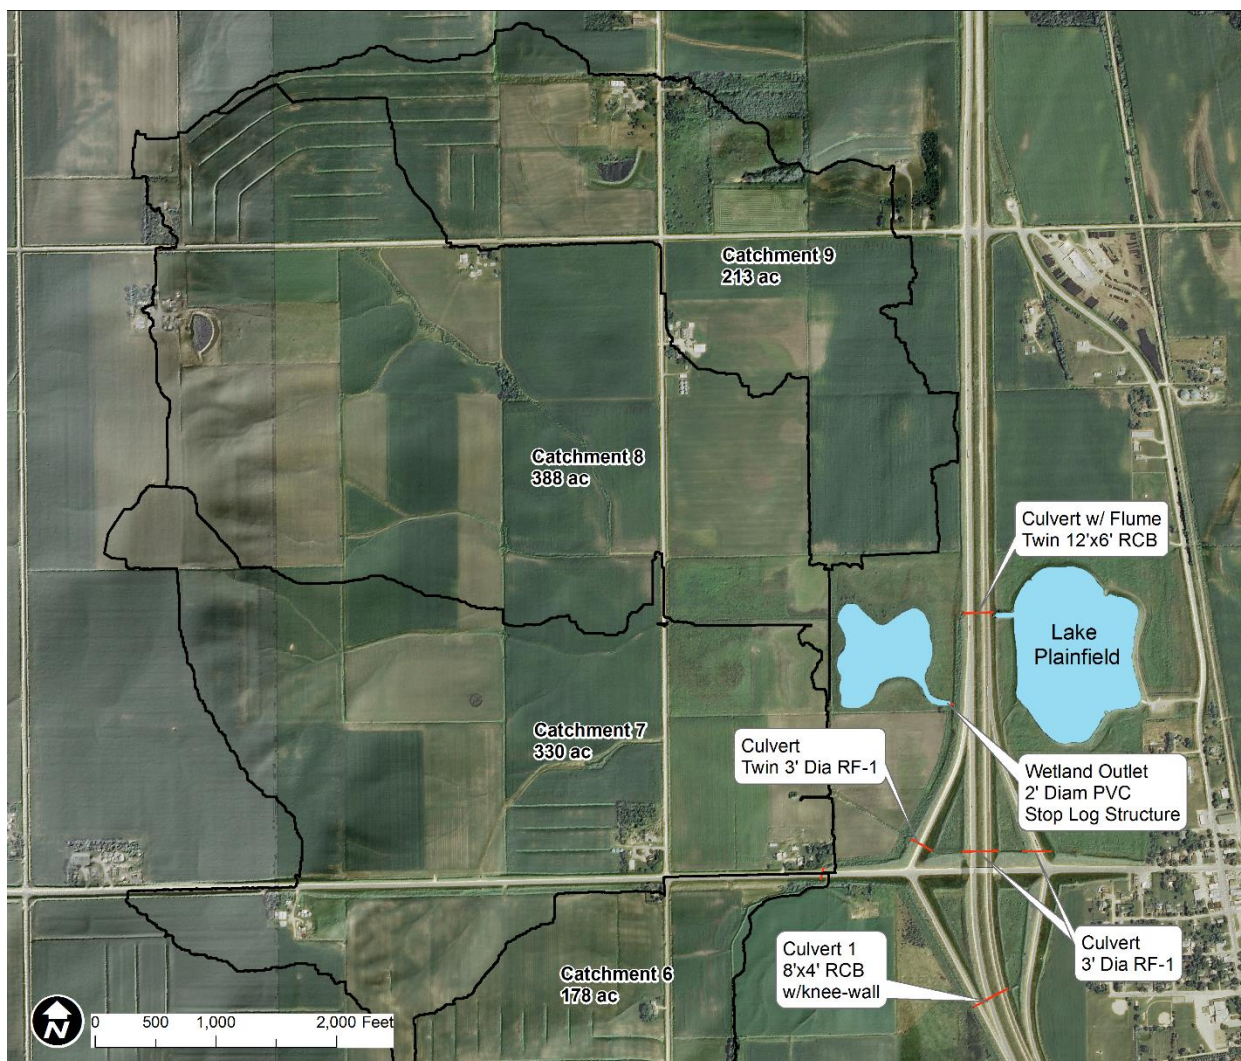 Catchment 9
213 ac
Catchment 8
388 ac
Culvert w/ Flume
Twin 12'x6' RCB
Lake
Plainfield
Catchment 7
330 ac
Culvert
Twin 3' Dia RF-1
Wetland Outlet
2' Diam PVC
Stop Log Structure
Culvert 1
8'x4' RCB
w/knee-wall
Culvert
3' Dia RF-1
Catchment 6
178 ac
N
0 500 1,000 2,000 Feet